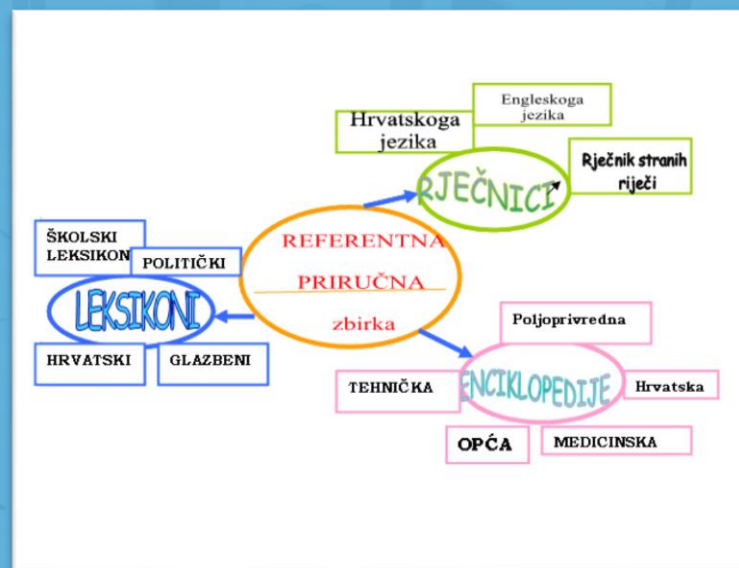 Engleskoga
jezika
Hrvatskoga
jezika
Rječnik stranih
riječi
RJEČNICI
REFERENTNA
PRIRUČNA
zbirka
ŠKOLSKI
LEKSIKON
POLITIČKI
LEKSIKONI
HRVATSKI
GLAZBENI
Poljoprivredna
TEHNIČKA
ENCIKLOPEDIJE
Hrvatska
OPĆA
MEDICINSKA